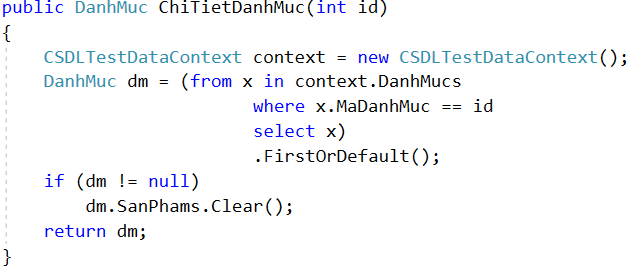 public DanhMuc ChiTietDanhMuc(int id)
{
    CSDLTestDataContext context = new CSDLTestDataContext();
    DanhMuc dm = (from x in context.DanhMucs
                  where x.MaDanhMuc == id
                  select x)
                  .FirstOrDefault();
    if (dm != null)
        dm.SanPhams.Clear();
    return dm;
}